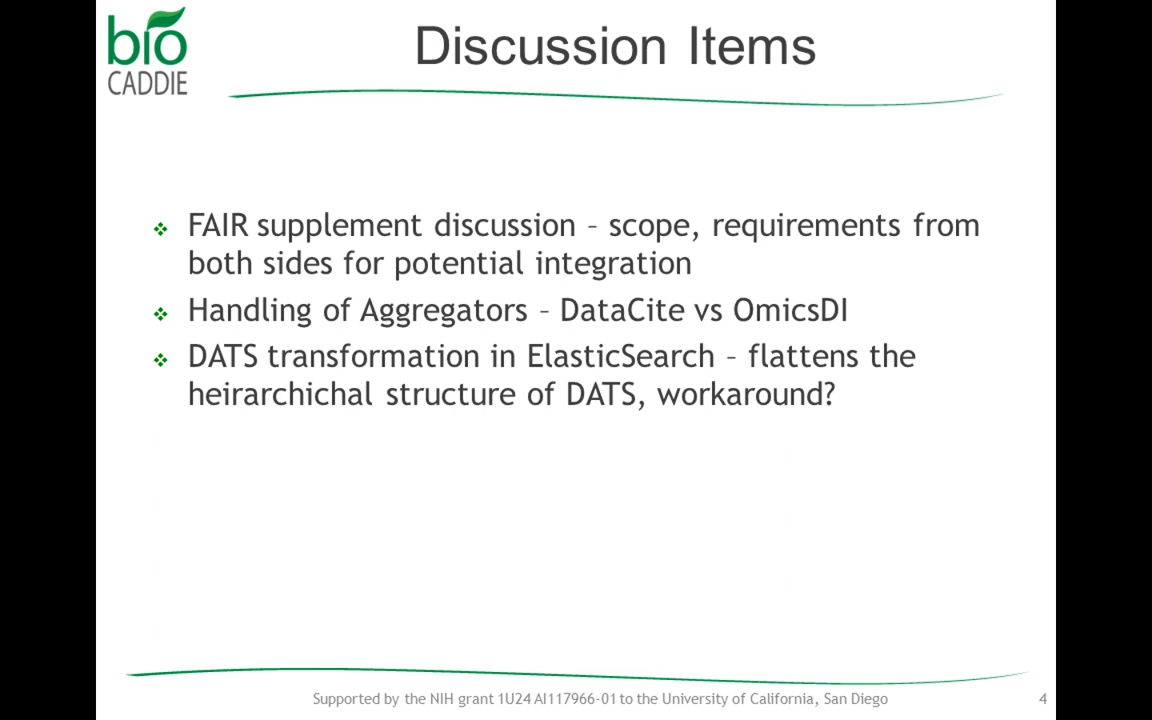 bio
CADDIE
Discussion Items
FAIR supplement discussion – scope, requirements from
both sides for potential integration
Handling of Aggregators – DataCite vs OmicsDI
DATS transformation in ElasticSearch – flattens the
heirarchichal structure of DATS, workaround?
Supported by the NIH grant 1U24 AI117966-01 to the University of California, San Diego
4